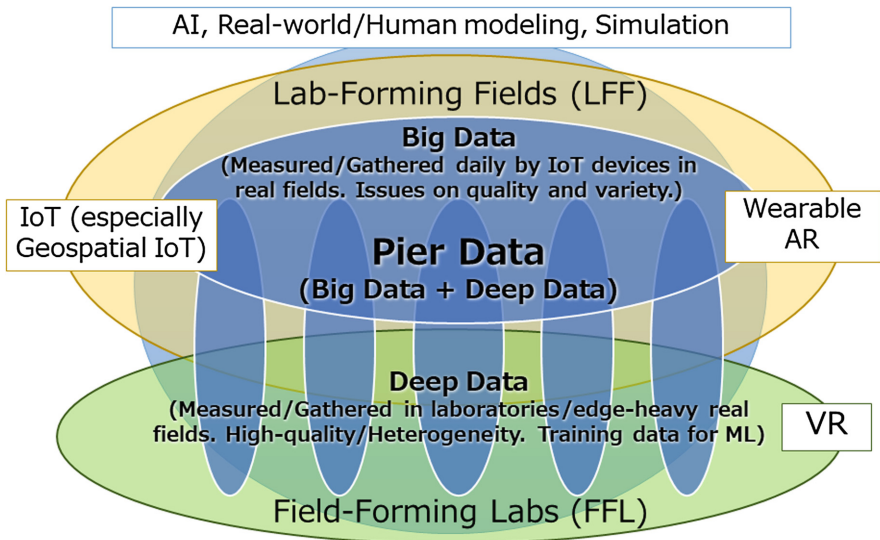 AI, Real-world/Human modeling, Simulation
Lab-Forming Fields (LFF)
Big Data
(Measured/Gathered daily by IoT devices in
real fields. Issues on quality and variety.)
IoT (especially
Geospatial IoT)
Wearable
AR
Pier Data
(Big Data + Deep Data)
Deep Data
(Measured/Gathered in laboratories/edge-heavy real
fields. High-quality/Heterogeneity. Training data for ML)
VR
Field-Forming Labs (FFL)